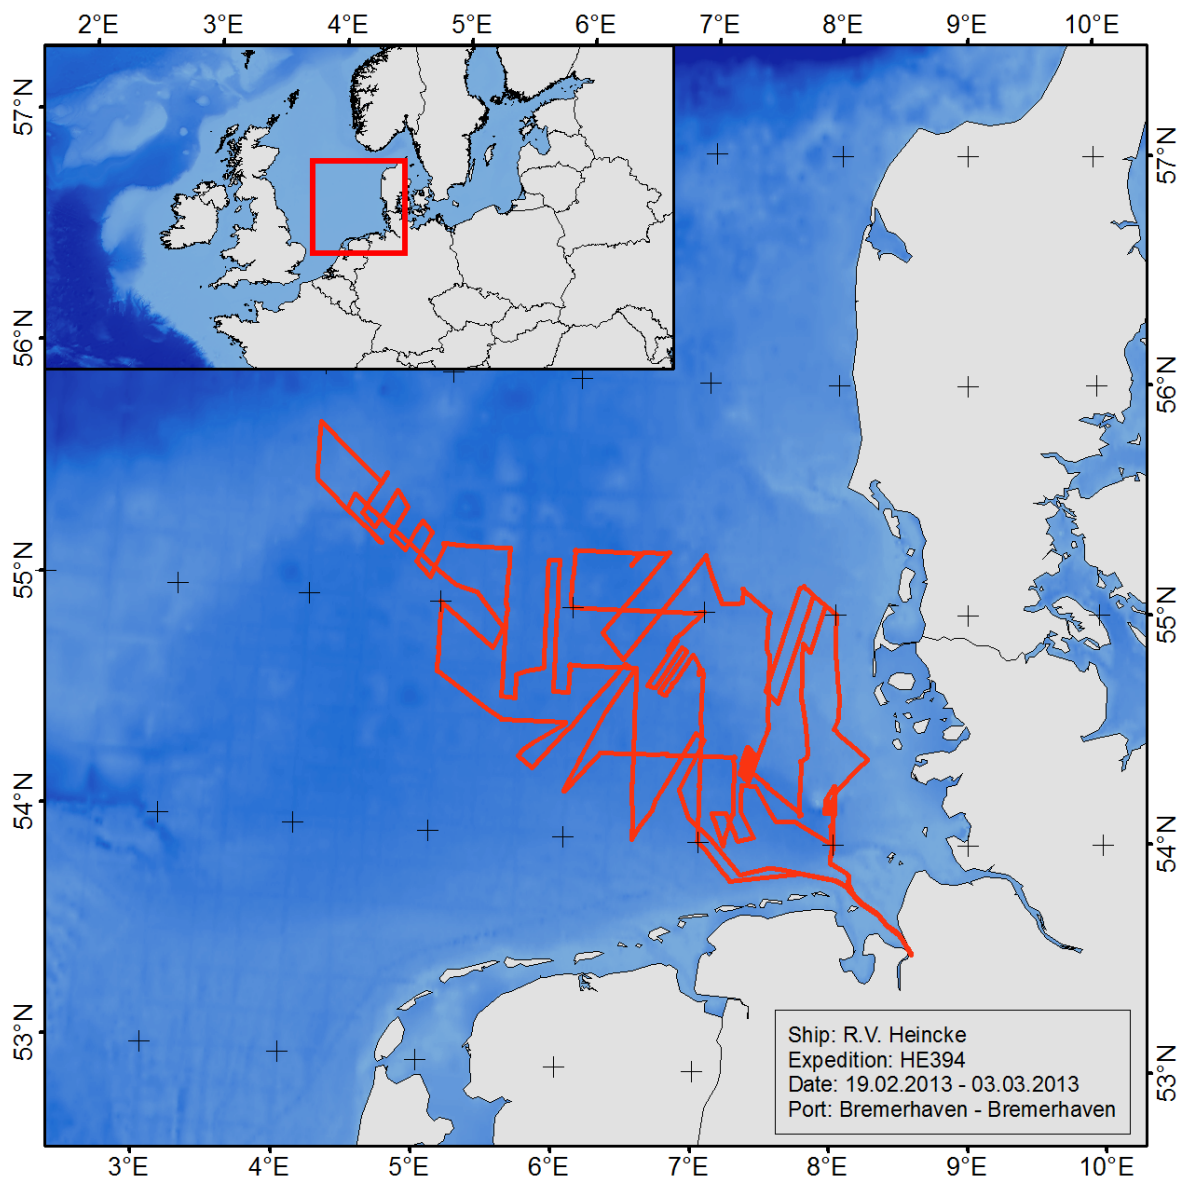 2°E 3°E 4°E 5°E 6°E 7°E 8°E 9°E 10°E
57°N
57°N
56°N
56°N
55°N
55°N
54°N
54°N
53°N
53°N
Ship: R.V. Heincke
Expedition: HE394
Date: 19.02.2013 - 03.03.2013
Port: Bremerhaven - Bremerhaven
3°E 4°E 5°E 6°E 7°E 8°E 9°E 10°E